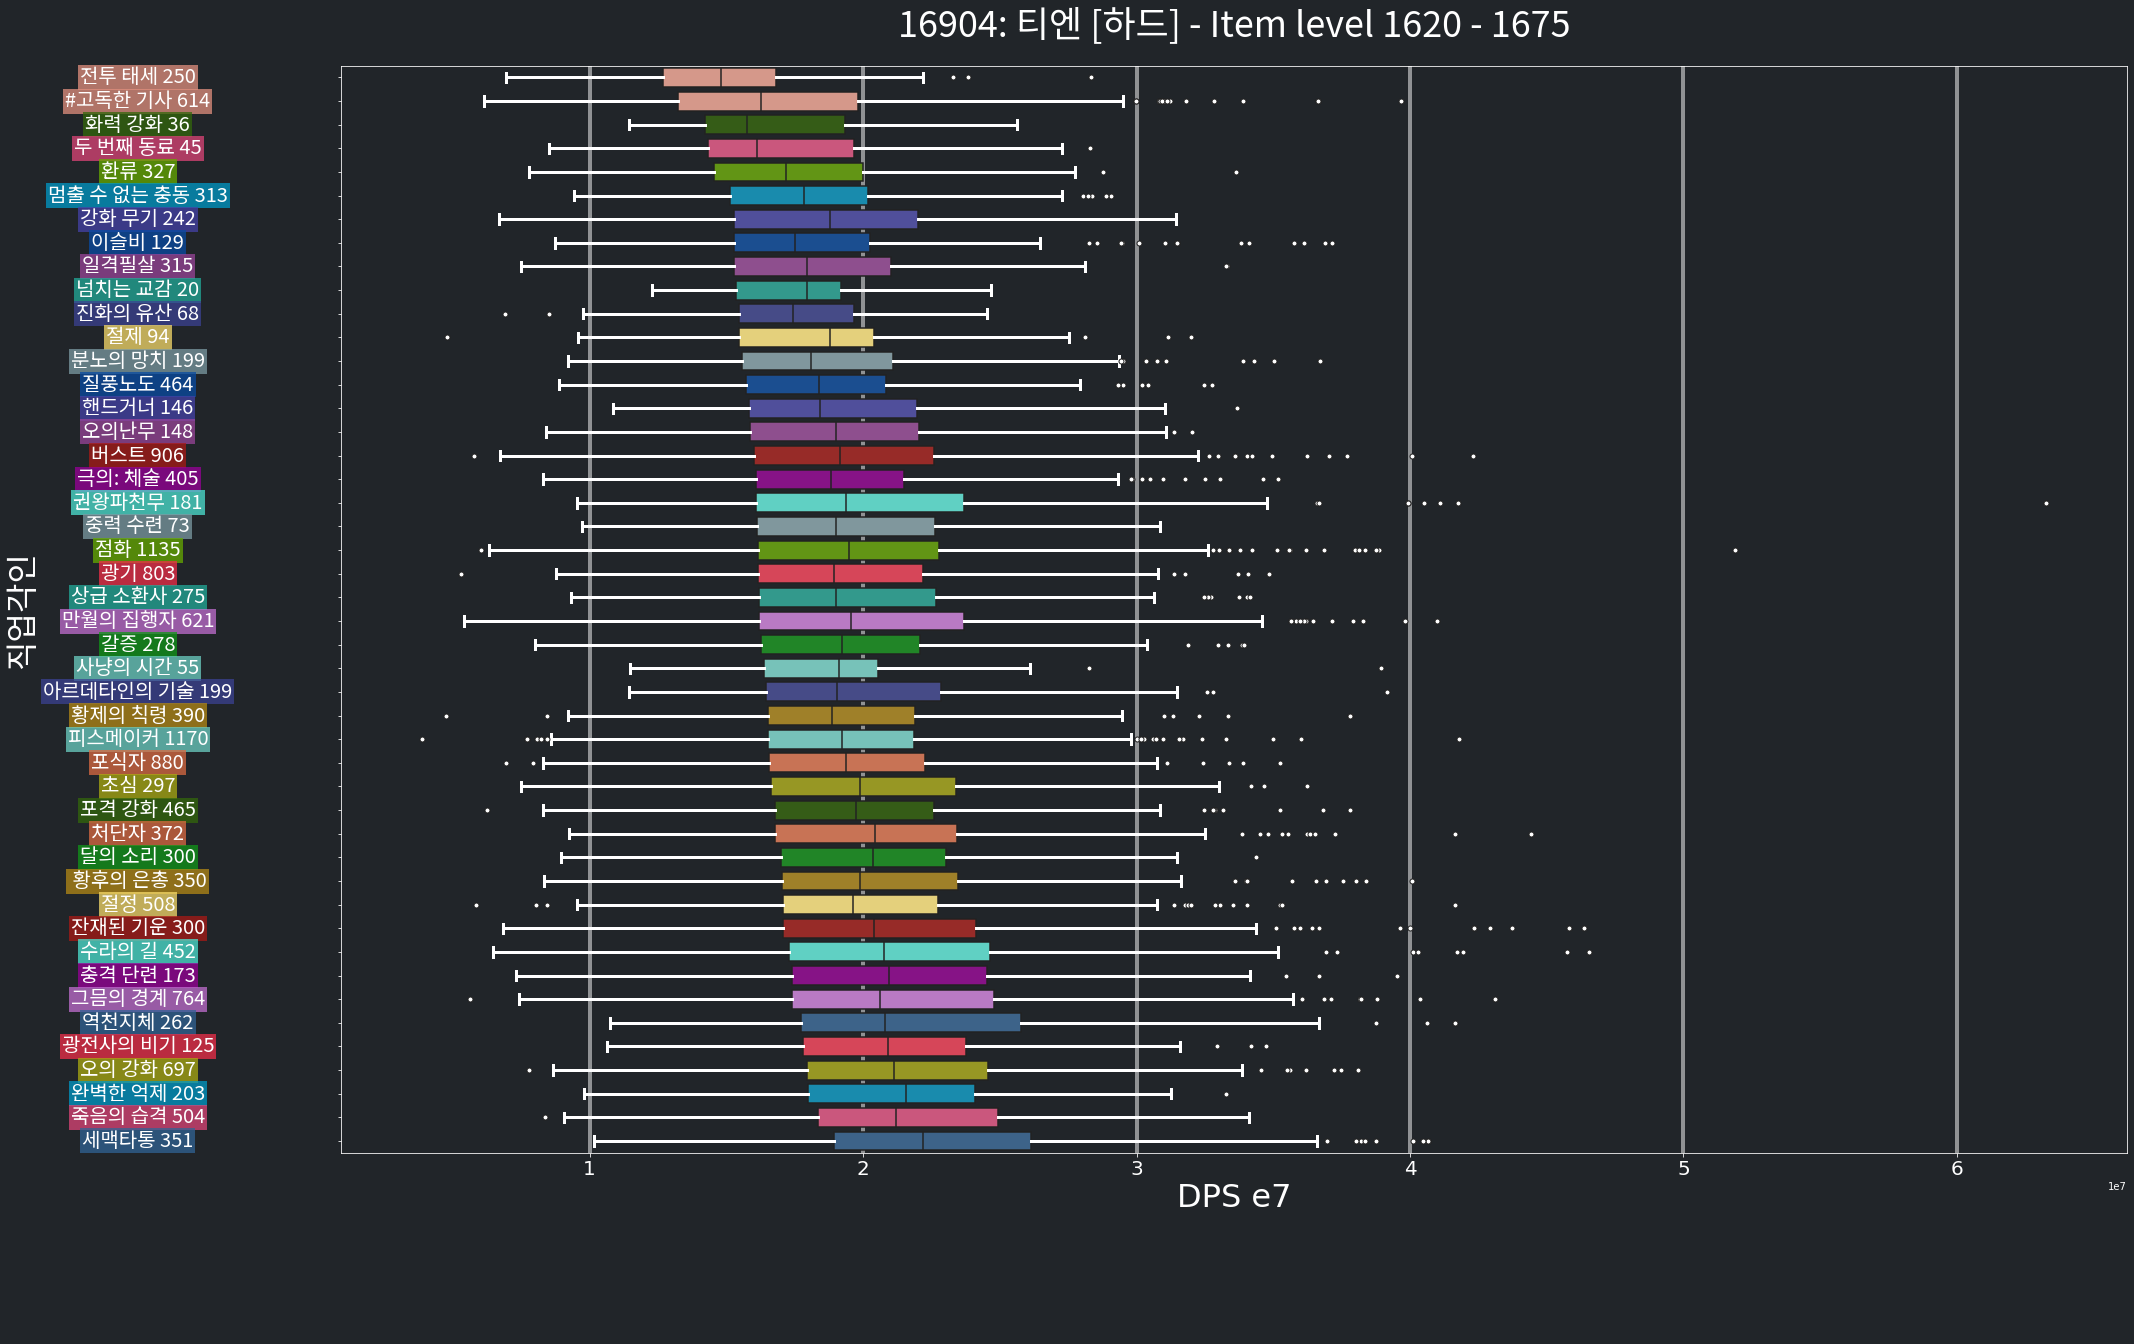 16904: 티엔 [하드] - Item level 1620 - 1675
직업각인
전투 태세 250
#고독한 기사 614
화력 강화 36
두 번째 동료 45
환류 327
멈출 수 없는 충동 313
강화 무기 242
이슬비 129
일격필살 315
넘치는 교감 20
진화의 유산 68
절제 94
분노의 망치 199
질풍노도 464
핸드거너 146
오의난무 148
버스트 906
극의: 체술 405
권왕파천무 181
중력 수련 73
점화 1135
광기 803
상급 소환사 275
만월의 집행자 621
갈증 278
사냥의 시간 55
아르데타인의 기술 199
황제의 칙령 390
피스메이커 1170
포식자 880
초심 297
포격 강화 465
처단자 372
달의 소리 300
황후의 은총 350
절정 508
잔재된 기운 300
수라의 길 452
충격 단련 173
그믐의 경계 764
역천지체 262
광전사의 비기 125
오의 강화 697
완벽한 억제 203
죽음의 습격 504
세맥타통 351
1 2 3 4 5 6
1e7
DPS e7